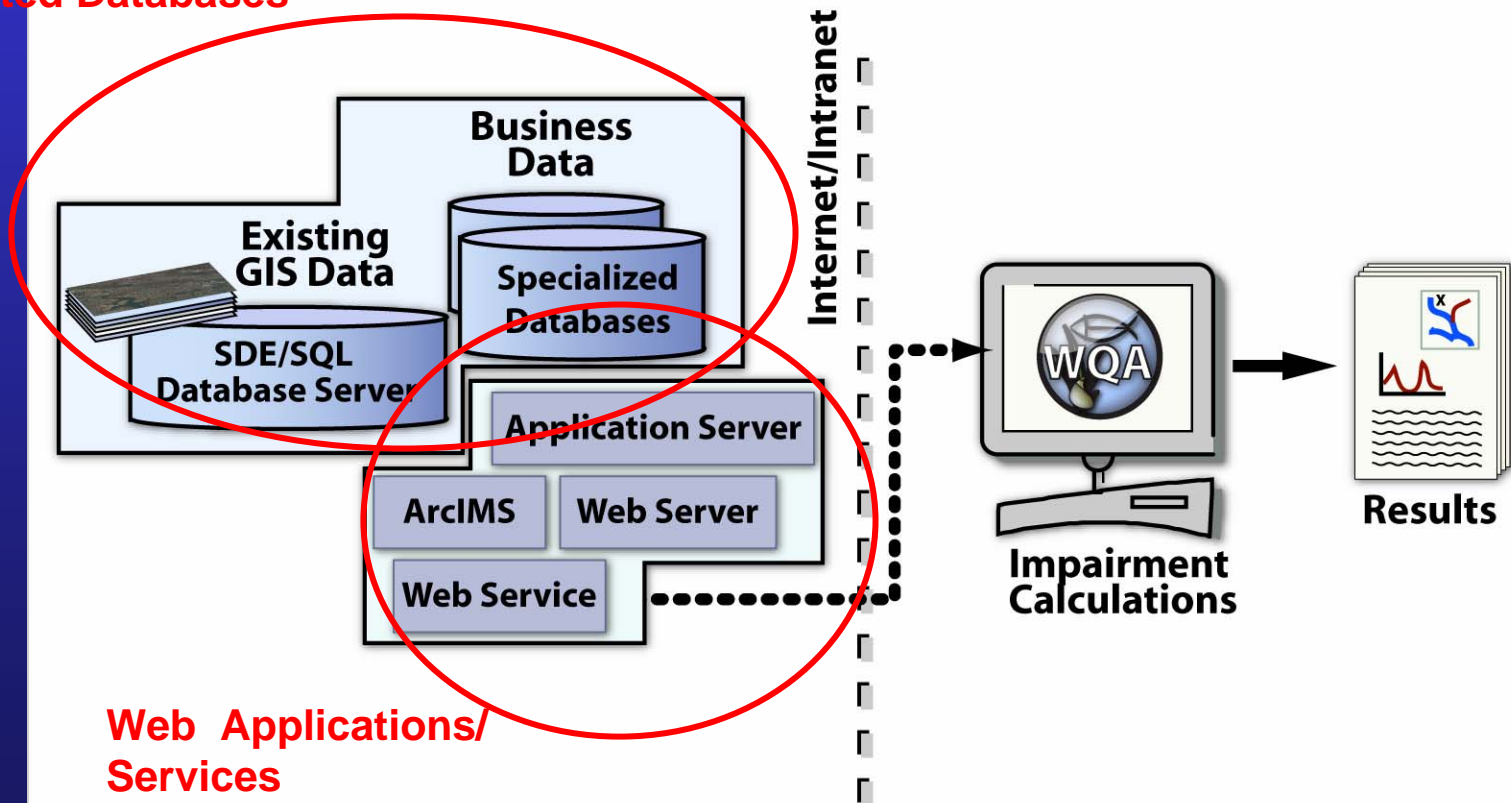 Databases
Business
Data
Existing
GIS Data
Specialized
Databases
SDE/SQL
Database Server
Application Server
ArcIMS
Web Server
Web Service
Internet/Intranet
WQA
x
Impairment
Calculations
Results
Web Applications/
Services